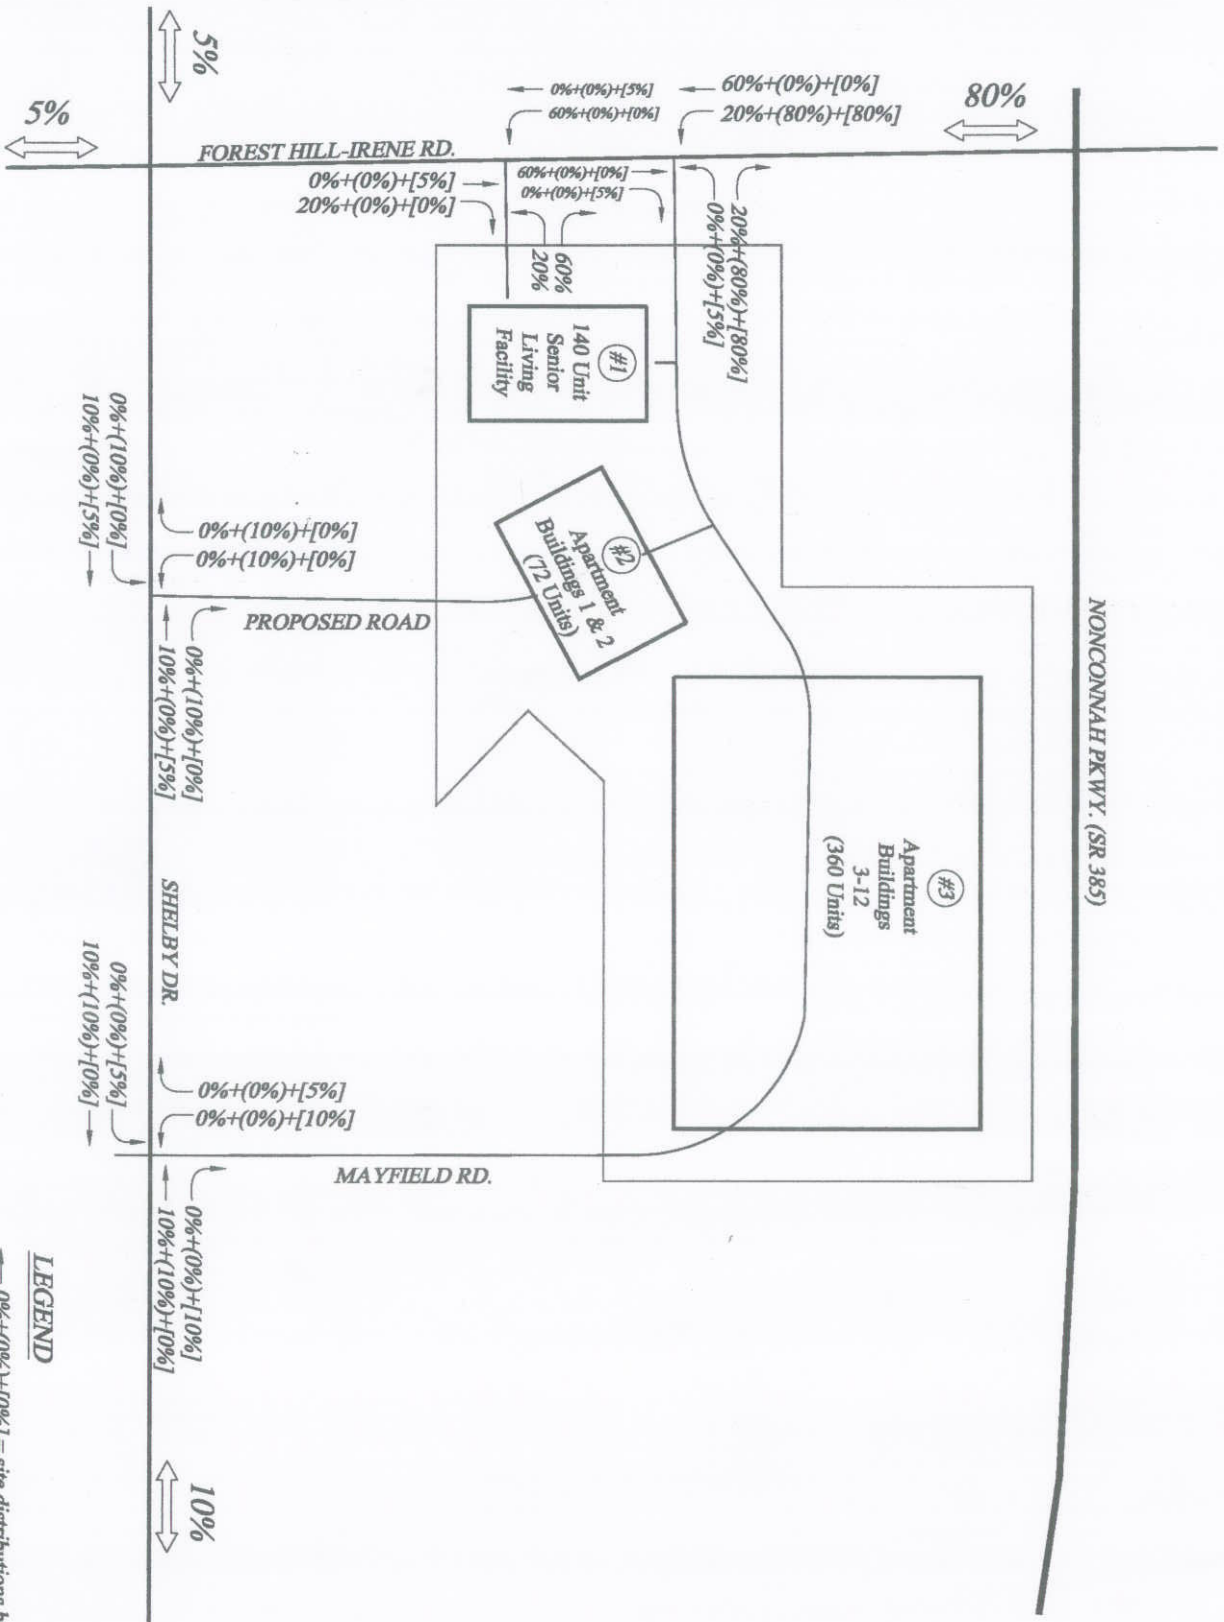 5%
5%
80%
FOREST HILL-IRENE RD.
0%+(0%)+[5%]
60%+(0%)+[0%]
60%+(0%)+[0%]
20%+(80%)+[80%]
0%+(0%)+[5%]
20%+(0%)+[0%]
60%+(0%)+[0%]
0%+(0%)+[5%]
20%+(80%)+[80%]
0%+(0%)+[5%]
60%
20%
#1
140 Unit
Senior
Living
Facility
#2
Apartment
Buildings 1 & 2
(72 Units)
#3
Apartment
Buildings
3-12
(360 Units)
NONCONNAH PKWY. (SR 385)
0%+(10%)+[0%]
10%+(0%)+[5%]
0%+(10%)+[0%]
0%+(10%)+[0%]
PROPOSED ROAD
0%+(10%)+[0%]
10%+(0%)+[5%]
SHELBY DR.
0%+(0%)+[5%]
10%+(10%)+[0%]
0%+(0%)+[5%]
0%+(0%)+[10%]
MAYFIELD RD.
0%+(0%)+[10%]
10%+(10%)+[0%]
10%
LEGEND
0%+(0%)+[0%] = site distributions